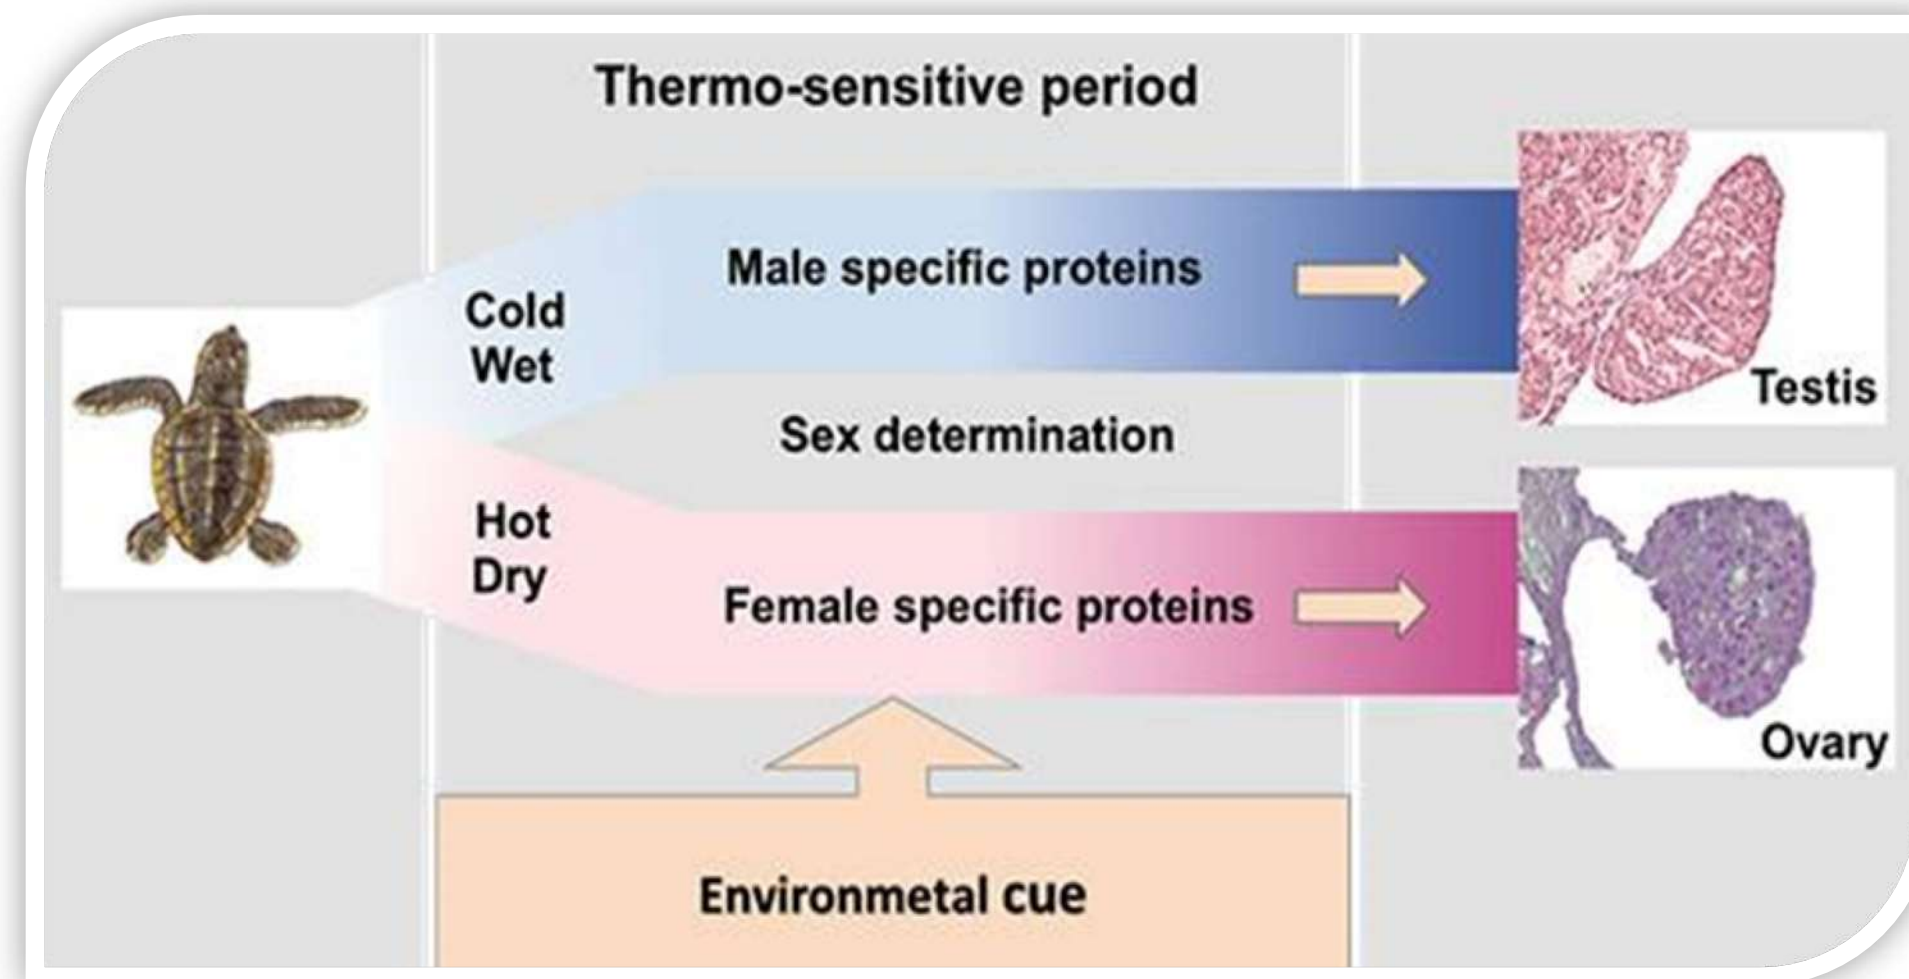 Thermo-sensitive period
Cold
Wet
Male specific proteins
Testis
Sex determination
Hot
Dry
Female specific proteins
Ovary
Environmetal cue